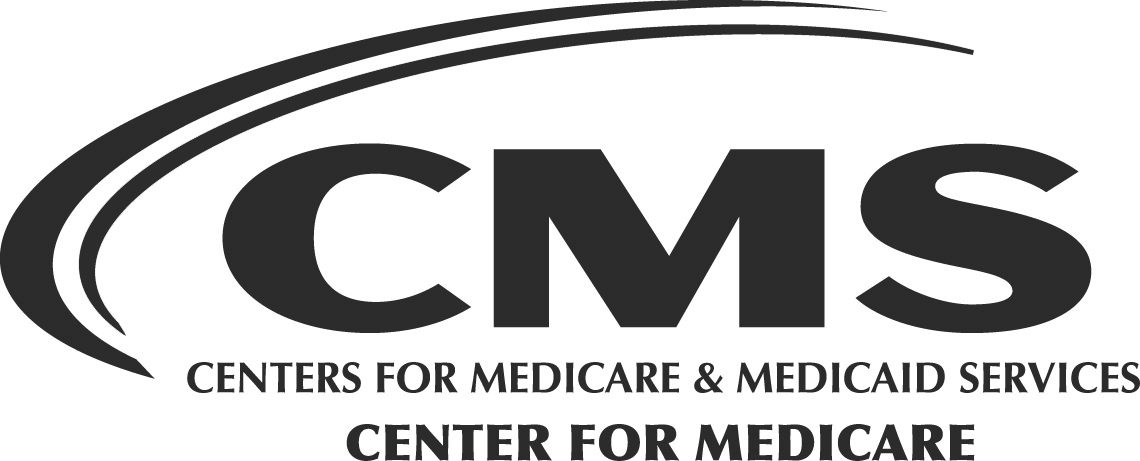 CMS
CENTERS FOR MEDICARE & MEDICAID SERVICES
CENTER FOR MEDICARE